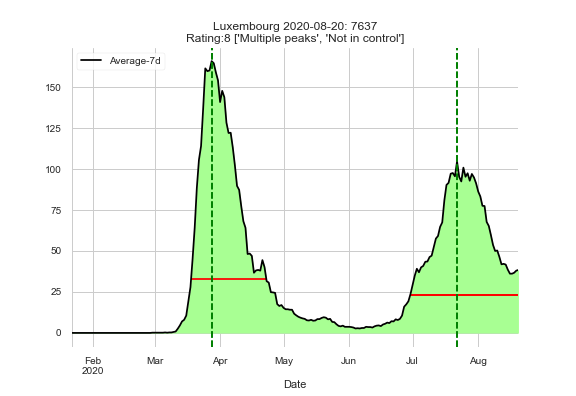 Luxembourg 2020-08-20: 7637
Rating:8 ['Multiple peaks', 'Not in control']
Average-7d
150
125
100
75
50
25
0
Feb Mar Apr May Jun Jul Aug
2020
Date